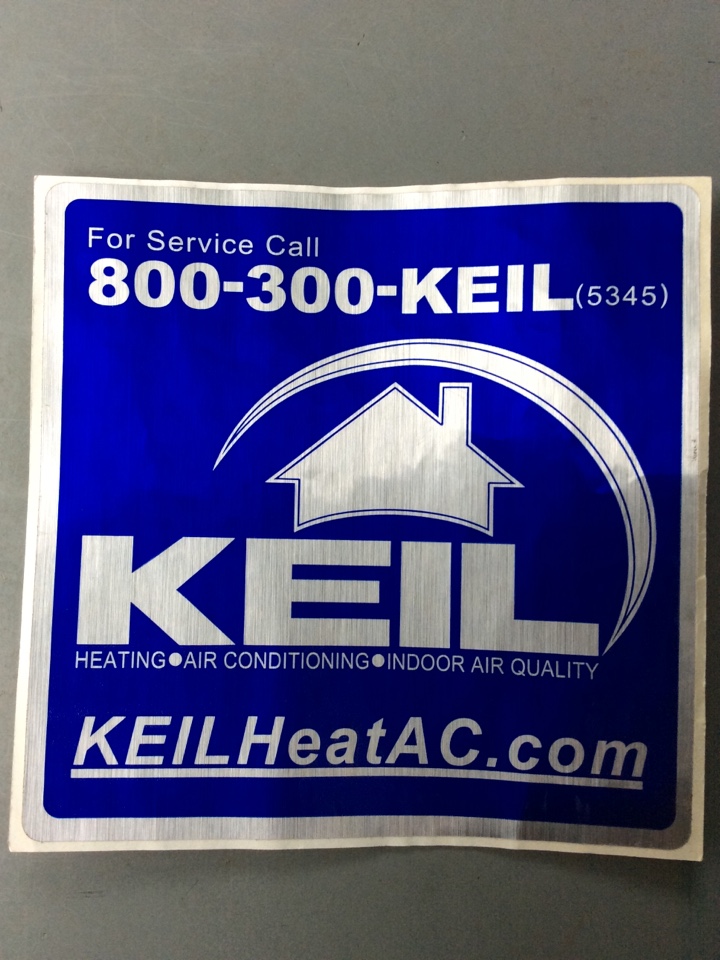 For Service Call
800-300-KEIL(5345)
KEIL
HEATING●AIR CONDITIONING●INDOOR AIR QUALITY
KEILHeatAC.com